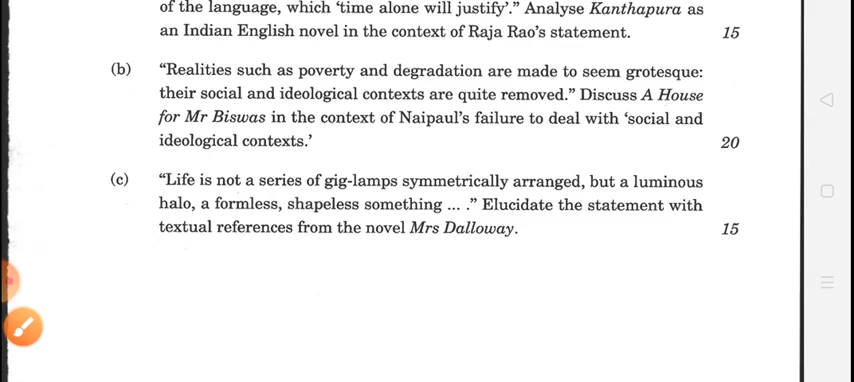 of the language, which ‘time alone will justify’.” Analyse Kanthapura as
an Indian English novel in the context of Raja Rao’s statement. 15
(b) “Realities such as poverty and degradation are made to seem grotesque:
their social and ideological contexts are quite removed.” Discuss A House
for Mr Biswas in the context of Naipaul’s failure to deal with ‘social and
ideological contexts.’ 20
(c) “Life is not a series of gig-lamps symmetrically arranged, but a luminous
halo, a formless, shapeless something ... .” Elucidate the statement with
textual references from the novel Mrs Dalloway. 15